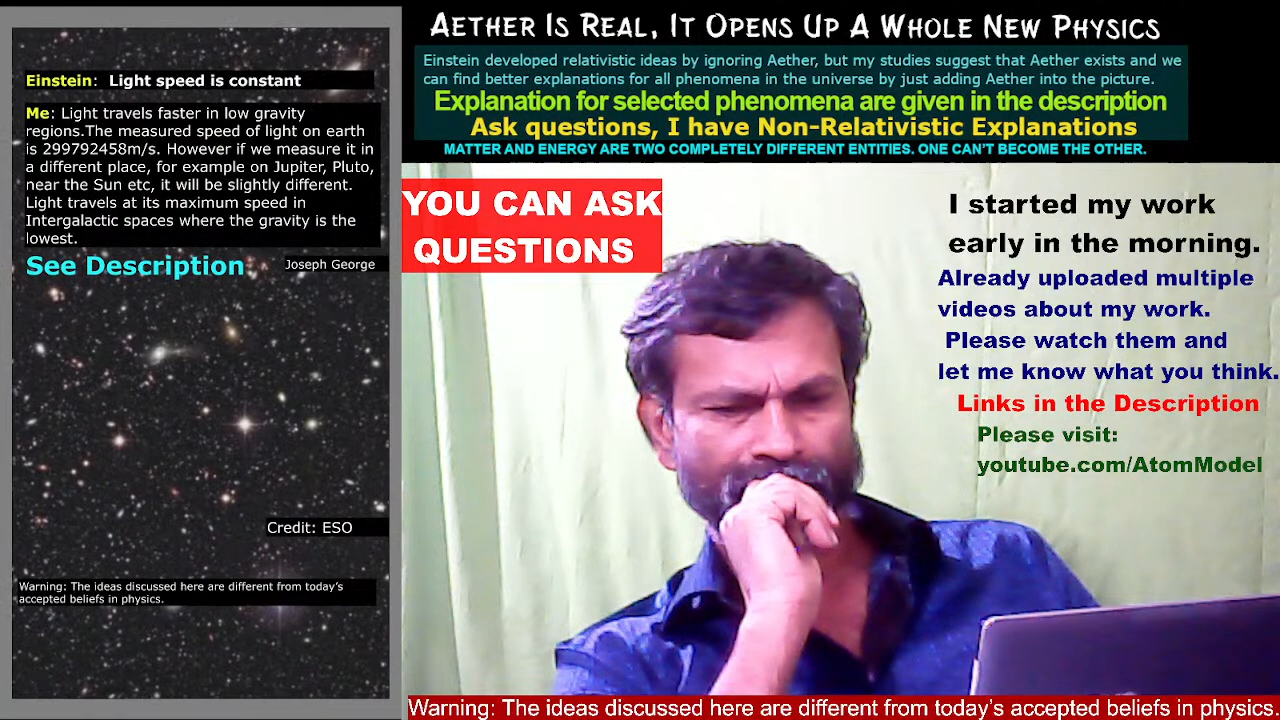 Einstein: Light speed is constant
Me: Light travels faster in low gravity
regions.The measured speed of light on earth
is 299792458m/s. However if we measure it in
a different place, for example on Jupiter, Pluto,
near the Sun etc, it will be slightly different.
Light travels at its maximum speed in
Intergalactic spaces where the gravity is the
lowest.
See Description
Joseph George
Credit: ESO
Warning: The ideas discussed here are different from today's
accepted beliefs in physics.
Aether Is Real, It Opens Up A Whole New Physics
Einstein developed relativistic ideas by ignoring Aether, but my studies suggest that Aether exists and we
can find better explanations for all phenomena in the universe by just adding Aether into the picture.
Explanation for selected phenomena are given in the description
Ask questions, I have Non-Relativistic Explanations
MATTER AND ENERGY ARE TWO COMPLETELY DIFFERENT ENTITIES. ONE CAN'T BECOME THE OTHER.
YOU CAN ASK
QUESTIONS
I started my work
early in the morning.
Already uploaded multiple
videos about my work.
Please watch them and
let me know what you think.
Links in the Description
Please visit:
youtube.com/AtomModel
Warning: The ideas discussed here are different from today's accepted beliefs in physics.